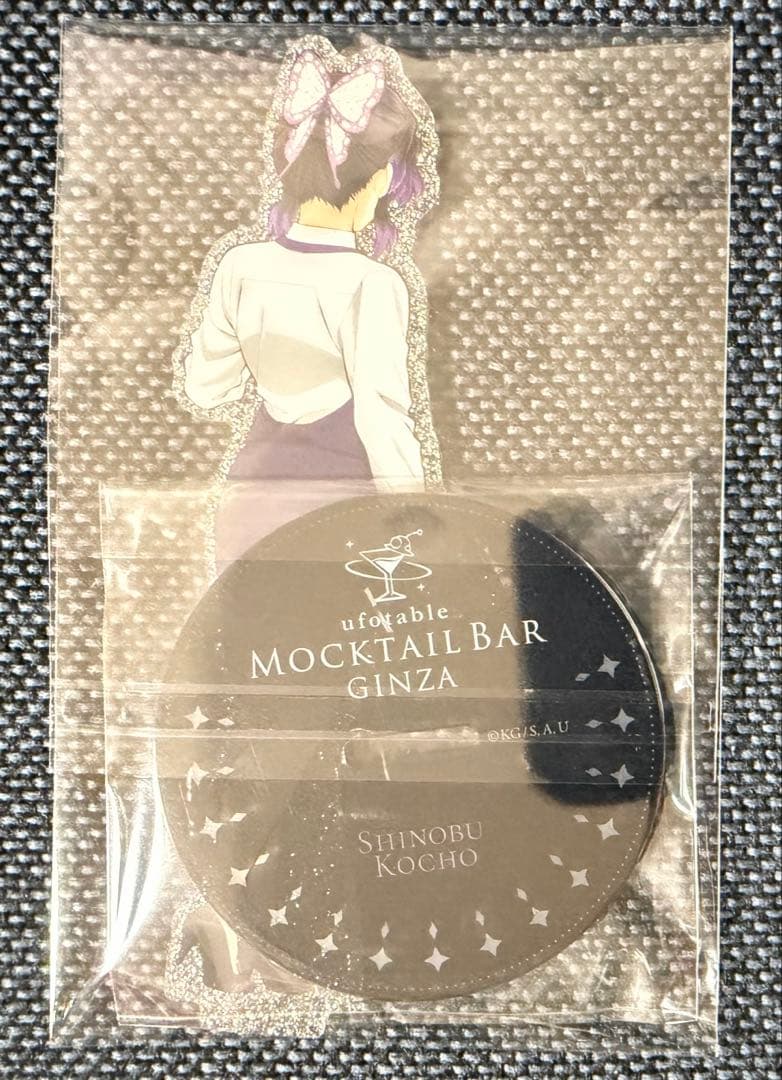 ufotable
MOCKTAIL BAR
GINZA
©KG/S, A, U
SHINOBU
KOCHO